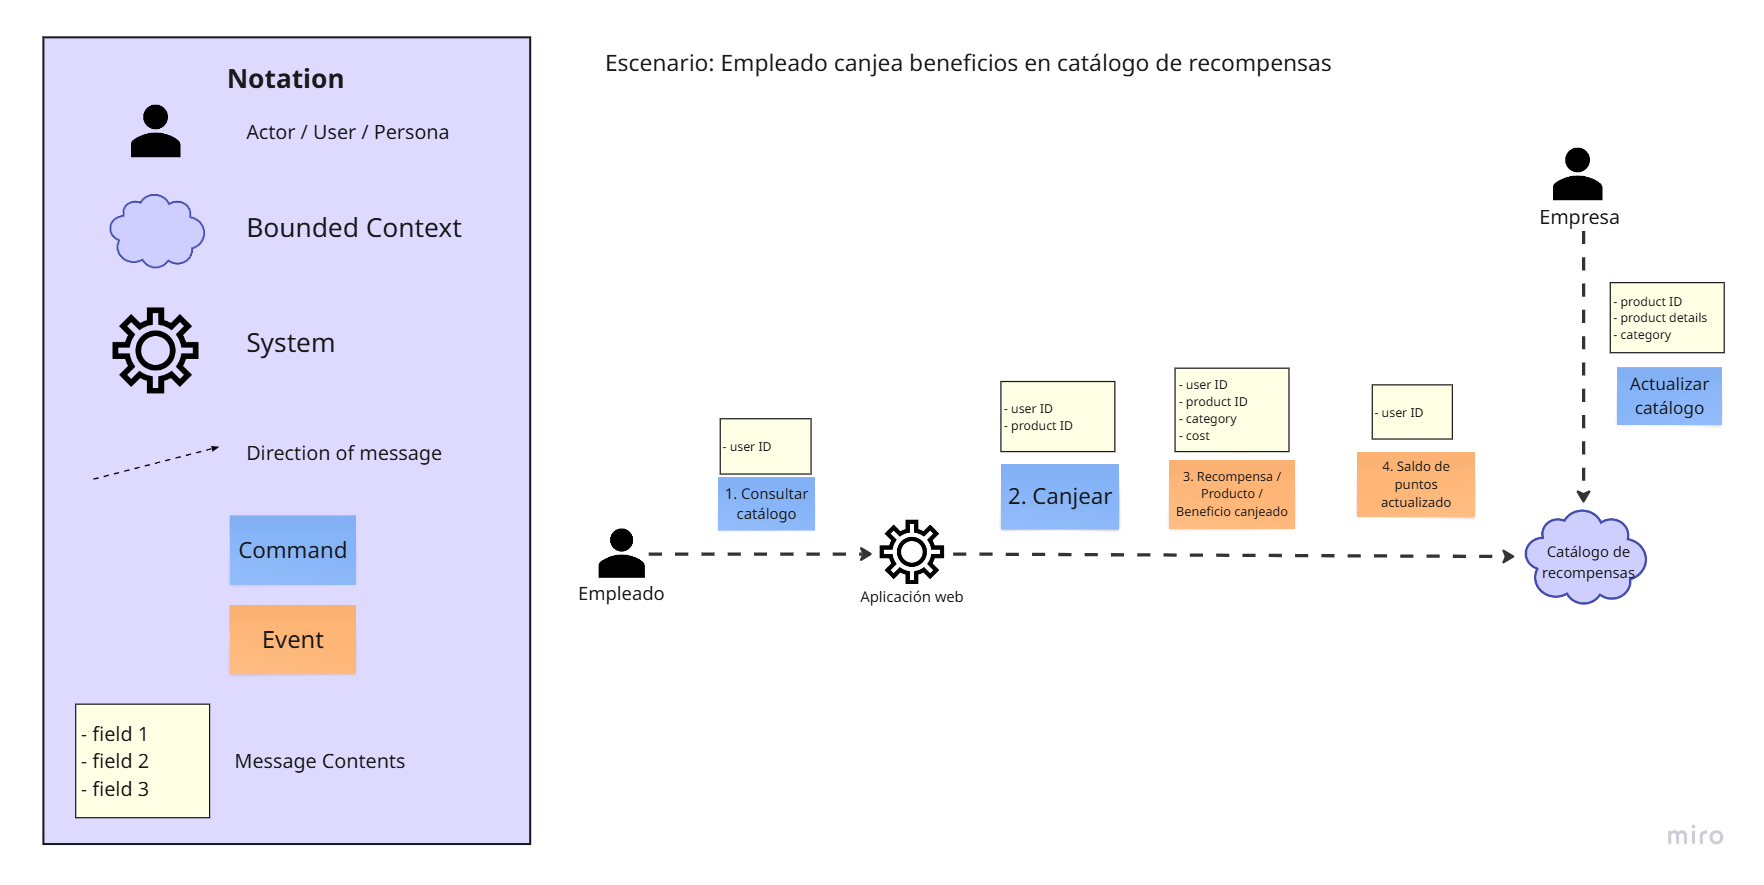 Notation
Actor / User / Persona
Bounded Context
System
Direction of message
Command
Event
- field 1
- field 2
- field 3
Message Contents
Escenario: Empleado canjea beneficios en catálogo de recompensas
Empleado
- user ID
1. Consultar
catálogo
Aplicación web
- user ID
- product ID
2. Canjear
- user ID
- product ID
- category
- cost
3. Recompensa /
Producto /
Beneficio canjeado
- user ID
4. Saldo de
puntos
actualizado
Empresa
- product ID
- product details
- category
Actualizar
catálogo
Catálogo de
recompensas
miro